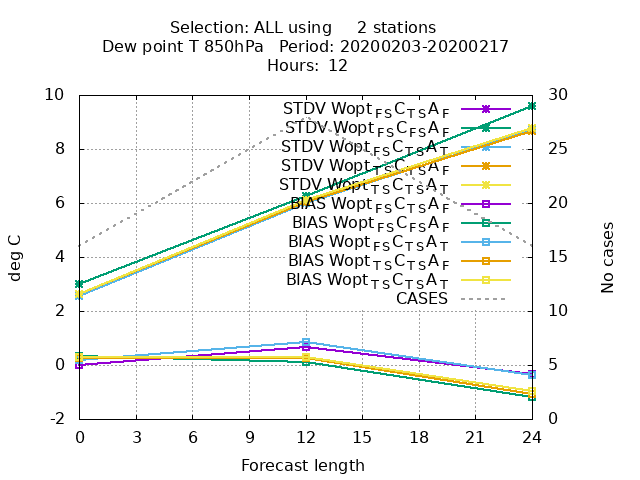 Selection: ALL using     2 stations
Dew point T 850hPa   Period: 20200203-20200217
Hours:  12
10
8
6
4
2
0
-2
30
25
20
15
10
5
0
deg C
No cases
STDV Wopt FS C TS A F
STDV Wopt FS C FS A F
STDV Wopt FS C TS A T
STDV Wopt TS C TS A F
STDV Wopt TS C TS A T
BIAS Wopt FS C TS A F
BIAS Wopt FS C FS A F
BIAS Wopt FS C TS A T
BIAS Wopt TS C TS A F
BIAS Wopt TS C TS A T
CASES
0 3 6 9 12 15 18 21 24
Forecast length